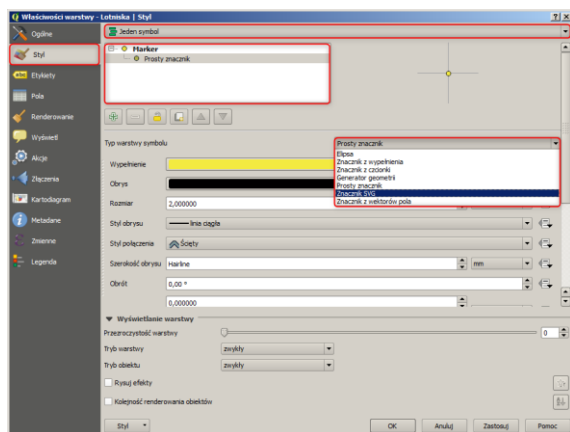 Właściwości warstwy - Lotniska | Styl
Ogólne
Styl
Etykiety
Pola
Renderowanie
Wyświetl
Akcje
Złączenia
Kartodiagram
Metadane
Zmienne
Legenda
Jeden symbol
Marker
Prosty znacznik
Typ warstwy symbolu
Prosty znacznik
Elipsa
Znacznik z wypełnienia
Znacznik z czcionki
Generator geometrii
Prosty znacznik
Znacznik SVG
Znacznik z wektorów pola
Wypełnienie
Obrys
Rozmiar 2,000000
Styl obrysu linia ciągła
Styl połączenia Ścięty
Szerokość obrysu Hairline mm
Obrót 0,00 °
0,000000
Wyświetlanie warstwy
Przezroczystość warstwy 0
Tryb warstwy zwykły
Tryb obiektu zwykły
Rysuj efekty
Kolejność renderowania obiektów
Styl OK Anuluj Zastosuj Pomoc